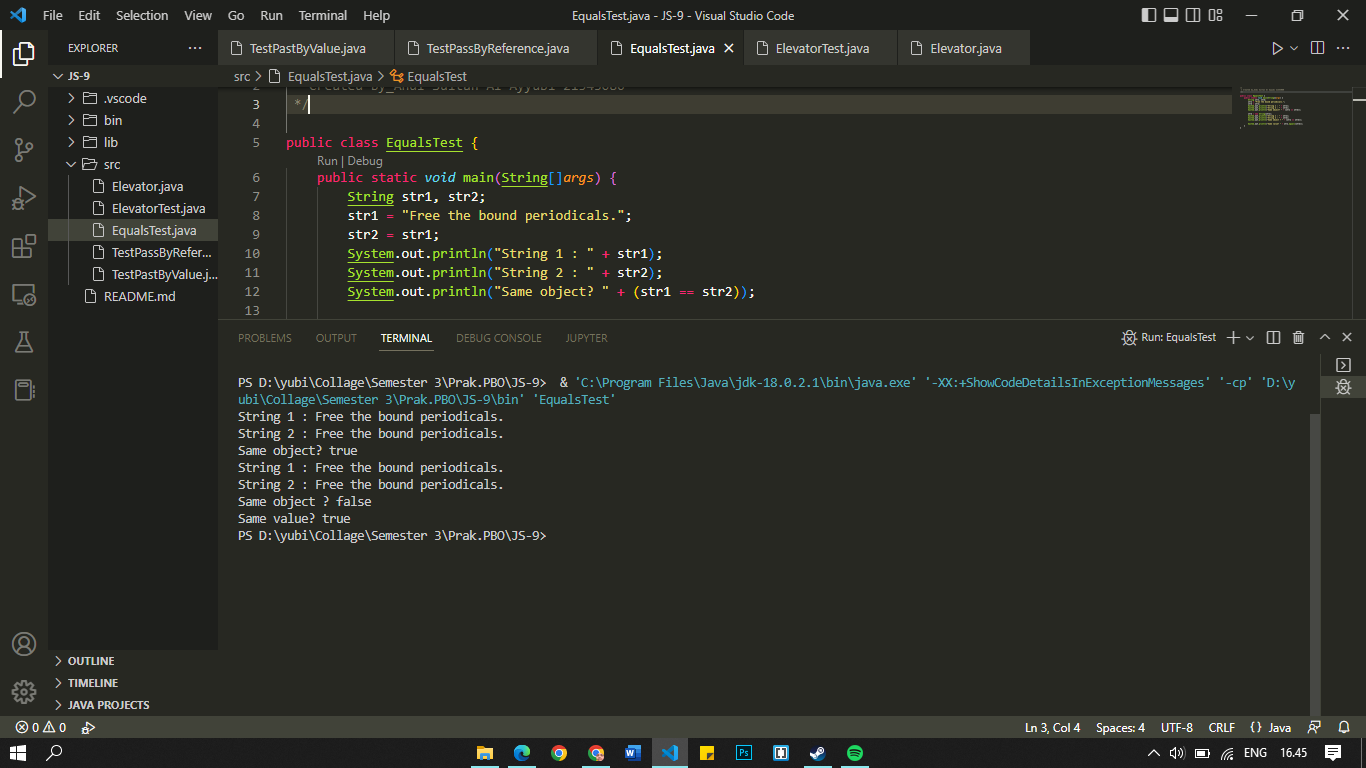 File Edit Selection View Go Run Terminal Help EqualsTest.java - JS-9 - Visual Studio Code
EXPLORER ···
TestPastByValue.java TestPassByReference.java EqualsTest.java ElevatorTest.java Elevator.java
JS-9
.vscode
bin
lib
src
Elevator.java
ElevatorTest.java
EqualsTest.java
TestPassByRefer...
TestPastByValue.j...
README.md
src > EqualsTest.java > EqualsTest
3 */
4
5 public class EqualsTest {
Run | Debug
6 public static void main(String[]args) {
7 String str1, str2;
8 str1 = "Free the bound periodicals.";
9 str2 = str1;
10 System.out.println("String 1 : " + str1);
11 System.out.println("String 2 : " + str2);
12 System.out.println("Same object? " + (str1 == str2));
13
PROBLEMS OUTPUT TERMINAL DEBUG CONSOLE JUPYTER Run: EqualsTest
PS D:\yubi\Collage\Semester 3\Prak.PBO\JS-9> & 'C:\Program Files\Java\jdk-18.0.2.1\bin\java.exe' '-XX:+ShowCodeDetailsInExceptionMessages' '-cp' 'D:\y
ubi\Collage\Semester 3\Prak.PBO\JS-9\bin' 'EqualsTest'
String 1 : Free the bound periodicals.
String 2 : Free the bound periodicals.
Same object? true
String 1 : Free the bound periodicals.
String 2 : Free the bound periodicals.
Same object ? false
Same value? true
PS D:\yubi\Collage\Semester 3\Prak.PBO\JS-9>
OUTLINE
TIMELINE
JAVA PROJECTS
0 0 Ln 3, Col 4 Spaces: 4 UTF-8 CRLF {} Java
ENG 16.45